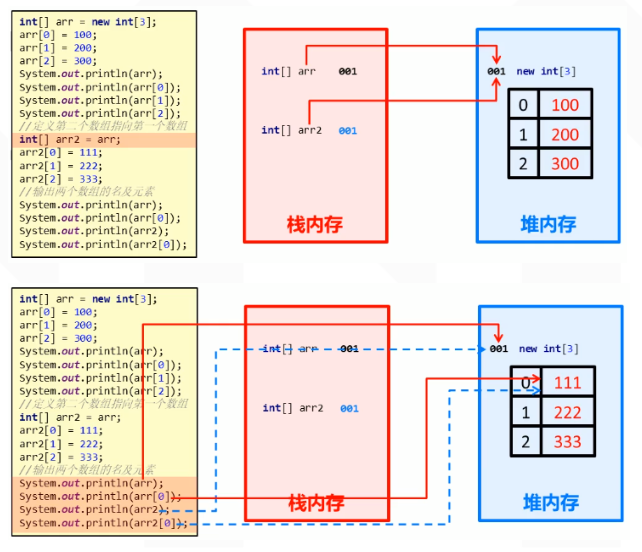 int[] arr = new int[3];
arr[0] = 100;
arr[1] = 200;
arr[2] = 300;
System.out.println(arr);
System.out.println(arr[0]);
System.out.println(arr[1]);
System.out.println(arr[2]);
//定义第二个数组指向第一个数组
int[] arr2 = arr;
arr2[0] = 111;
arr2[1] = 222;
arr2[2] = 333;
//输出两个数组的名及元素
System.out.println(arr);
System.out.println(arr[0]);
System.out.println(arr2);
System.out.println(arr2[0]);
int[] arr 001
int[] arr2 001
栈内存
001 new int[3]
0 100
1 200
2 300
堆内存
int[] arr = new int[3];
arr[0] = 100;
arr[1] = 200;
arr[2] = 300;
System.out.println(arr);
System.out.println(arr[0]);
System.out.println(arr[1]);
System.out.println(arr[2]);
//定义第二个数组指向第一个数组
int[] arr2 = arr;
arr2[0] = 111;
arr2[1] = 222;
arr2[2] = 333;
//输出两个数组的名及元素
System.out.println(arr);
System.out.println(arr[0]);
System.out.println(arr2);
System.out.println(arr2[0]);
int[] arr 001
int[] arr2 001
栈内存
001 new int[3]
0 111
1 222
2 333
堆内存